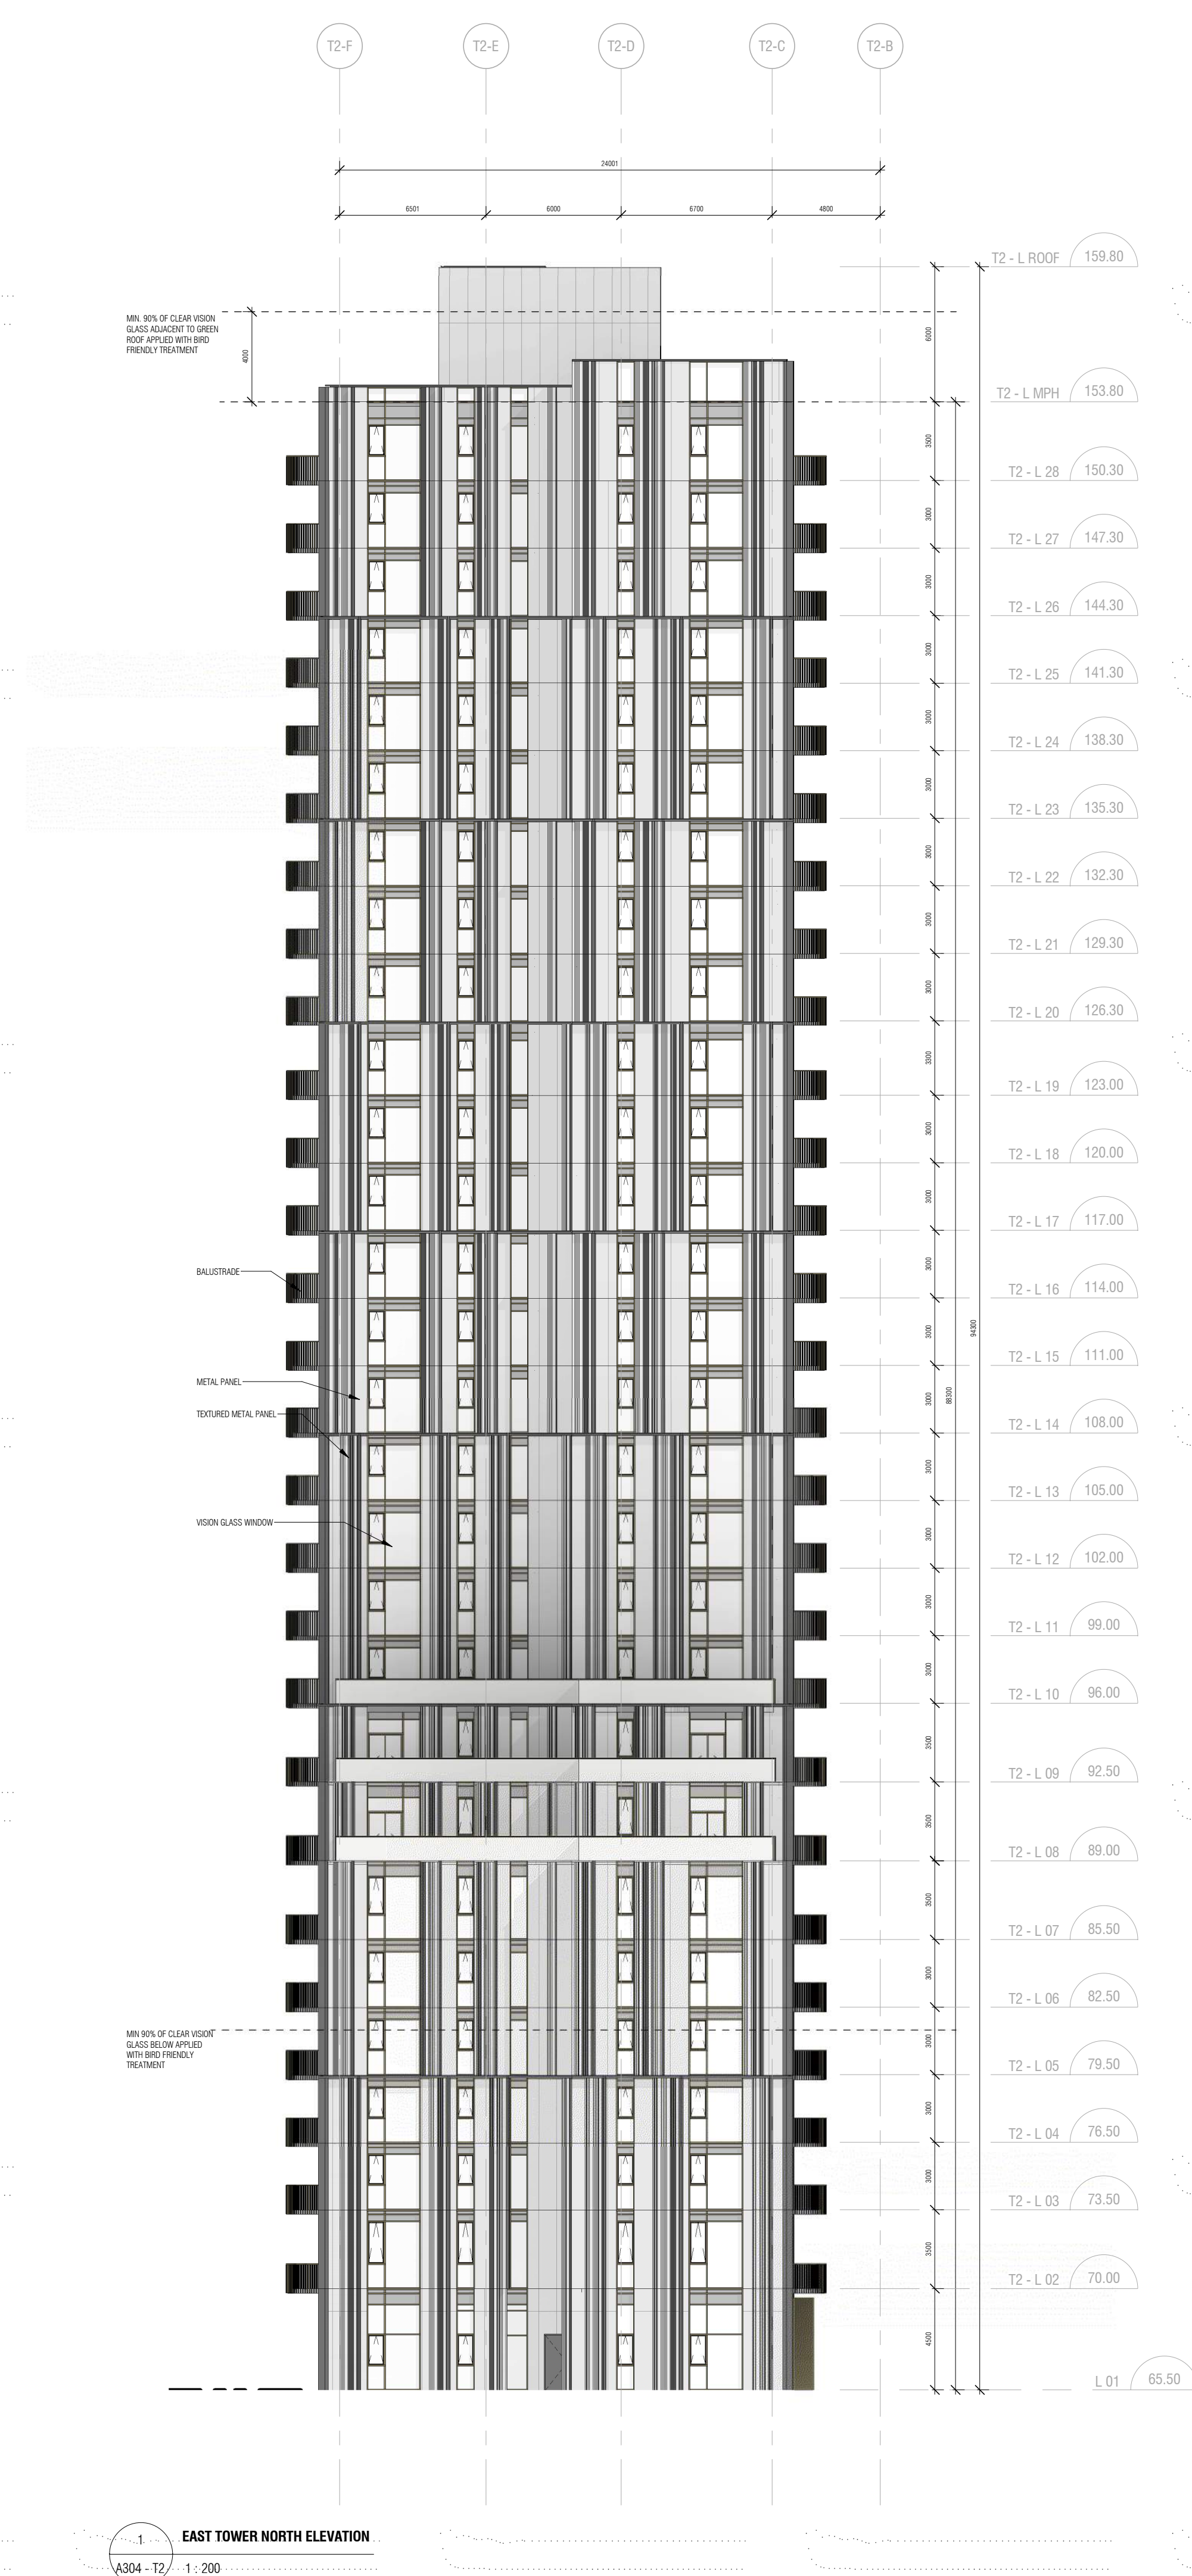 T2-F
T2-E
T2-D
T2-C
T2-B
24001
6501
6000
6700
4800
T2 - L ROOF
159.80
MIN. 90% OF CLEAR VISION
GLASS ADJACENT TO GREEN
ROOF APPLIED WITH BIRD
FRIENDLY TREATMENT
4000
6000
T2 - L MPH
153.80
3500
T2 - L 28
150.30
3000
T2 - L 27
147.30
3000
T2 - L 26
144.30
3000
T2 - L 25
141.30
3000
T2 - L 24
138.30
3000
T2 - L 23
135.30
3000
T2 - L 22
132.30
3000
T2 - L 21
129.30
3000
T2 - L 20
126.30
3300
T2 - L 19
123.00
3000
T2 - L 18
120.00
3000
T2 - L 17
117.00
3000
BALUSTRADE
T2 - L 16
114.00
3000
94300
T2 - L 15
111.00
METAL PANEL
3000
88300
TEXTURED METAL PANEL
T2 - L 14
108.00
3000
T2 - L 13
105.00
VISION GLASS WINDOW
3000
T2 - L 12
102.00
3000
T2 - L 11
99.00
3000
T2 - L 10
96.00
3500
T2 - L 09
92.50
3500
T2 - L 08
89.00
3500
T2 - L 07
85.50
3000
T2 - L 06
82.50
MIN 90% OF CLEAR VISION
GLASS BELOW APPLIED
WITH BIRD FRIENDLY
TREATMENT
3000
T2 - L 05
79.50
3000
T2 - L 04
76.50
3000
T2 - L 03
73.50
3500
T2 - L 02
70.00
4500
L 01
65.50
1
EAST TOWER NORTH ELEVATION
A304 - T2
1 : 200